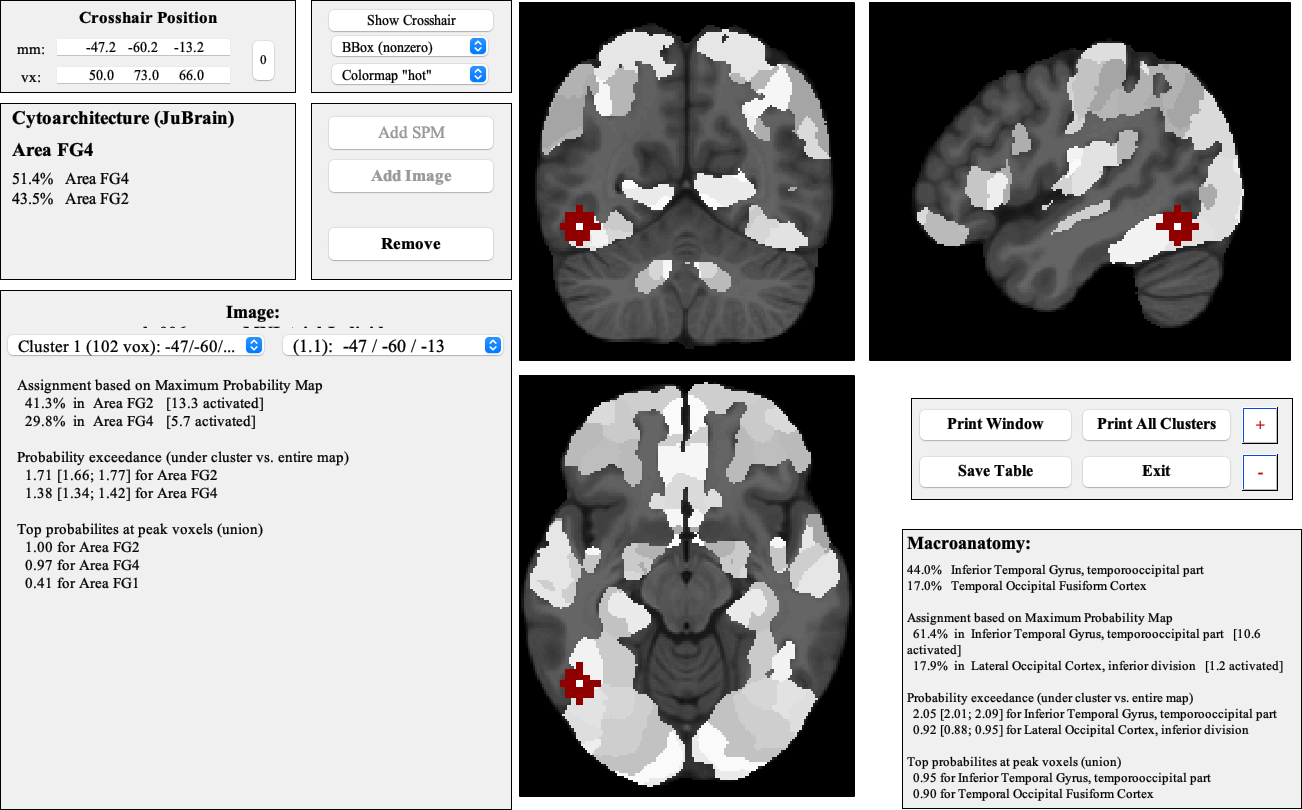 Crosshair Position
mm: -47.2 -60.2 -13.2
vx: 50.0 73.0 66.0
0
Show Crosshair
BBox (nonzero)
Colormap "hot"
Cytoarchitecture (JuBrain)
Area FG4
51.4% Area FG4
43.5% Area FG2
Add SPM
Add Image
Remove
Image:
Cluster 1 (102 vox): -47/-60/...
(1.1): -47 / -60 / -13
Assignment based on Maximum Probability Map
41.3% in Area FG2 [13.3 activated]
29.8% in Area FG4 [5.7 activated]
Probability exceedance (under cluster vs. entire map)
1.71 [1.66; 1.77] for Area FG2
1.38 [1.34; 1.42] for Area FG4
Top probabilites at peak voxels (union)
1.00 for Area FG2
0.97 for Area FG4
0.41 for Area FG1
Print Window
Print All Clusters
+
Save Table
Exit
-
Macroanatomy:
44.0% Inferior Temporal Gyrus, temporooccipital part
17.0% Temporal Occipital Fusiform Cortex
Assignment based on Maximum Probability Map
61.4% in Inferior Temporal Gyrus, temporooccipital part [10.6
activated]
17.9% in Lateral Occipital Cortex, inferior division [1.2 activated]
Probability exceedance (under cluster vs. entire map)
2.05 [2.01; 2.09] for Inferior Temporal Gyrus, temporooccipital part
0.92 [0.88; 0.95] for Lateral Occipital Cortex, inferior division
Top probabilites at peak voxels (union)
0.95 for Inferior Temporal Gyrus, temporooccipital part
0.90 for Temporal Occipital Fusiform Cortex